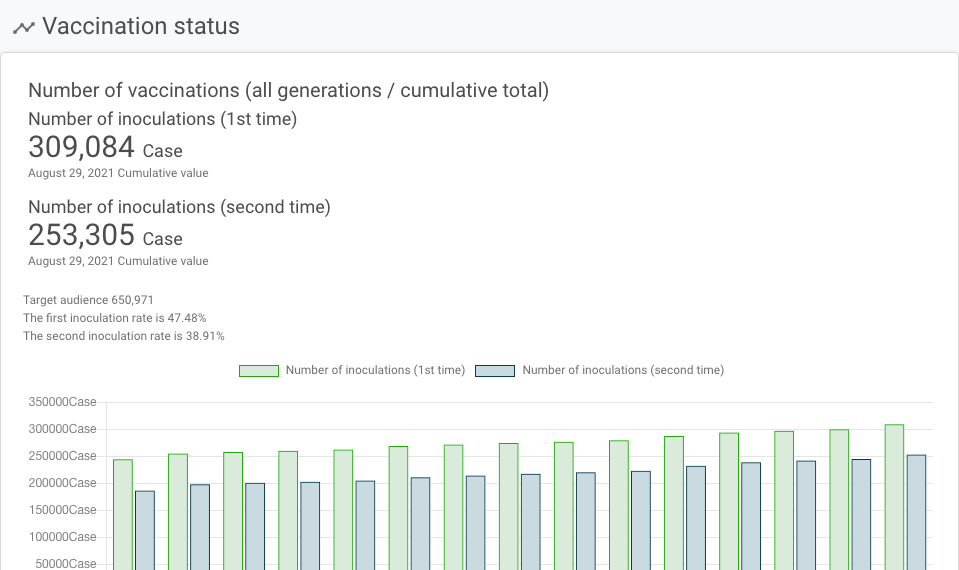 Vaccination status
Number of vaccinations (all generations / cumulative total)
Number of inoculations (1st time)
309,084 Case
August 29, 2021 Cumulative value
Number of inoculations (second time)
253,305 Case
August 29, 2021 Cumulative value
Target audience 650,971
The first inoculation rate is 47.48%
The second inoculation rate is 38.91%
Number of inoculations (1st time) Number of inoculations (second time)
350000Case
300000Case
250000Case
200000Case
150000Case
100000Case
50000Case